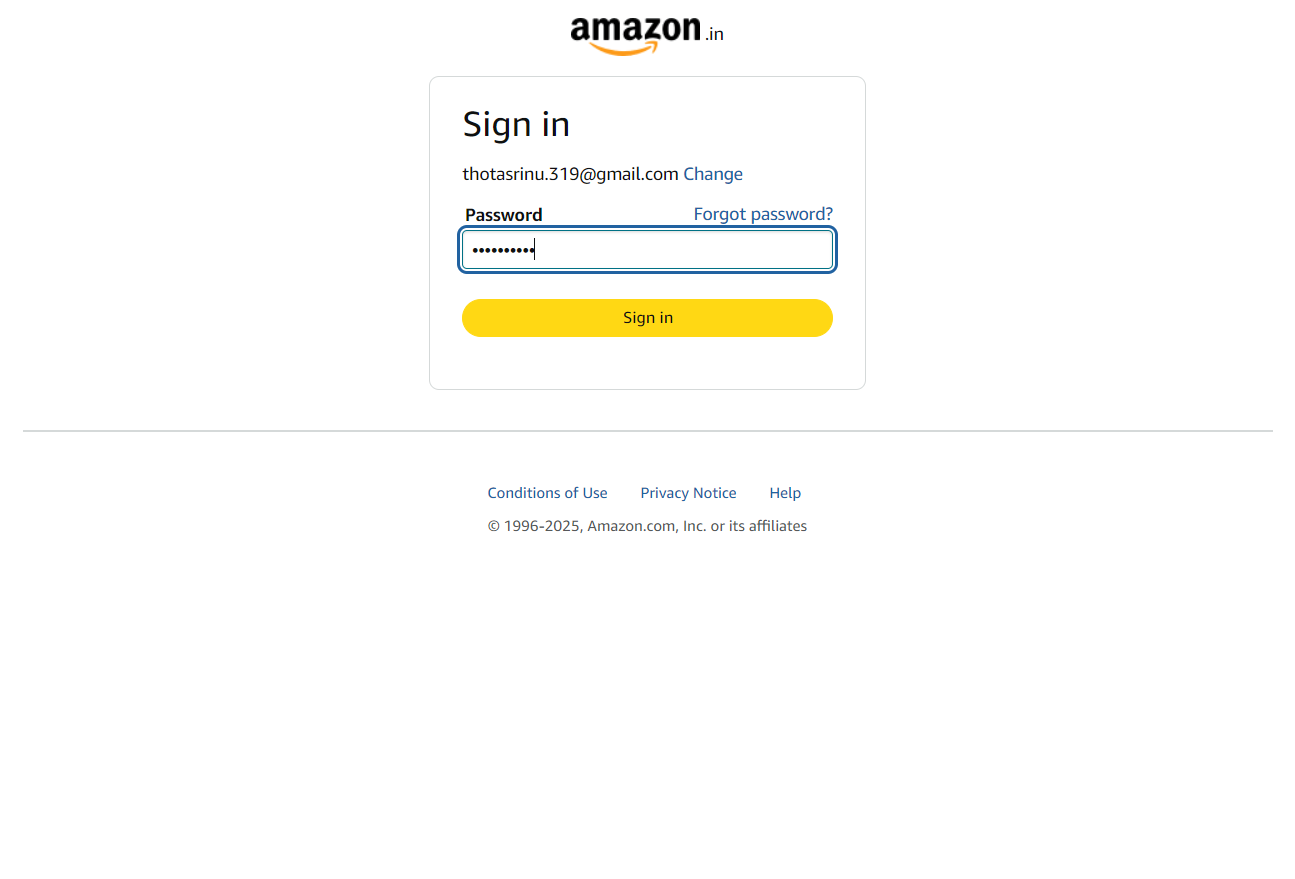 amazon.in
Sign in
thotasrinu.319@gmail.com Change
Password Forgot password?
••••••••••
Sign in
Conditions of Use Privacy Notice Help
© 1996-2025, Amazon.com, Inc. or its affiliates